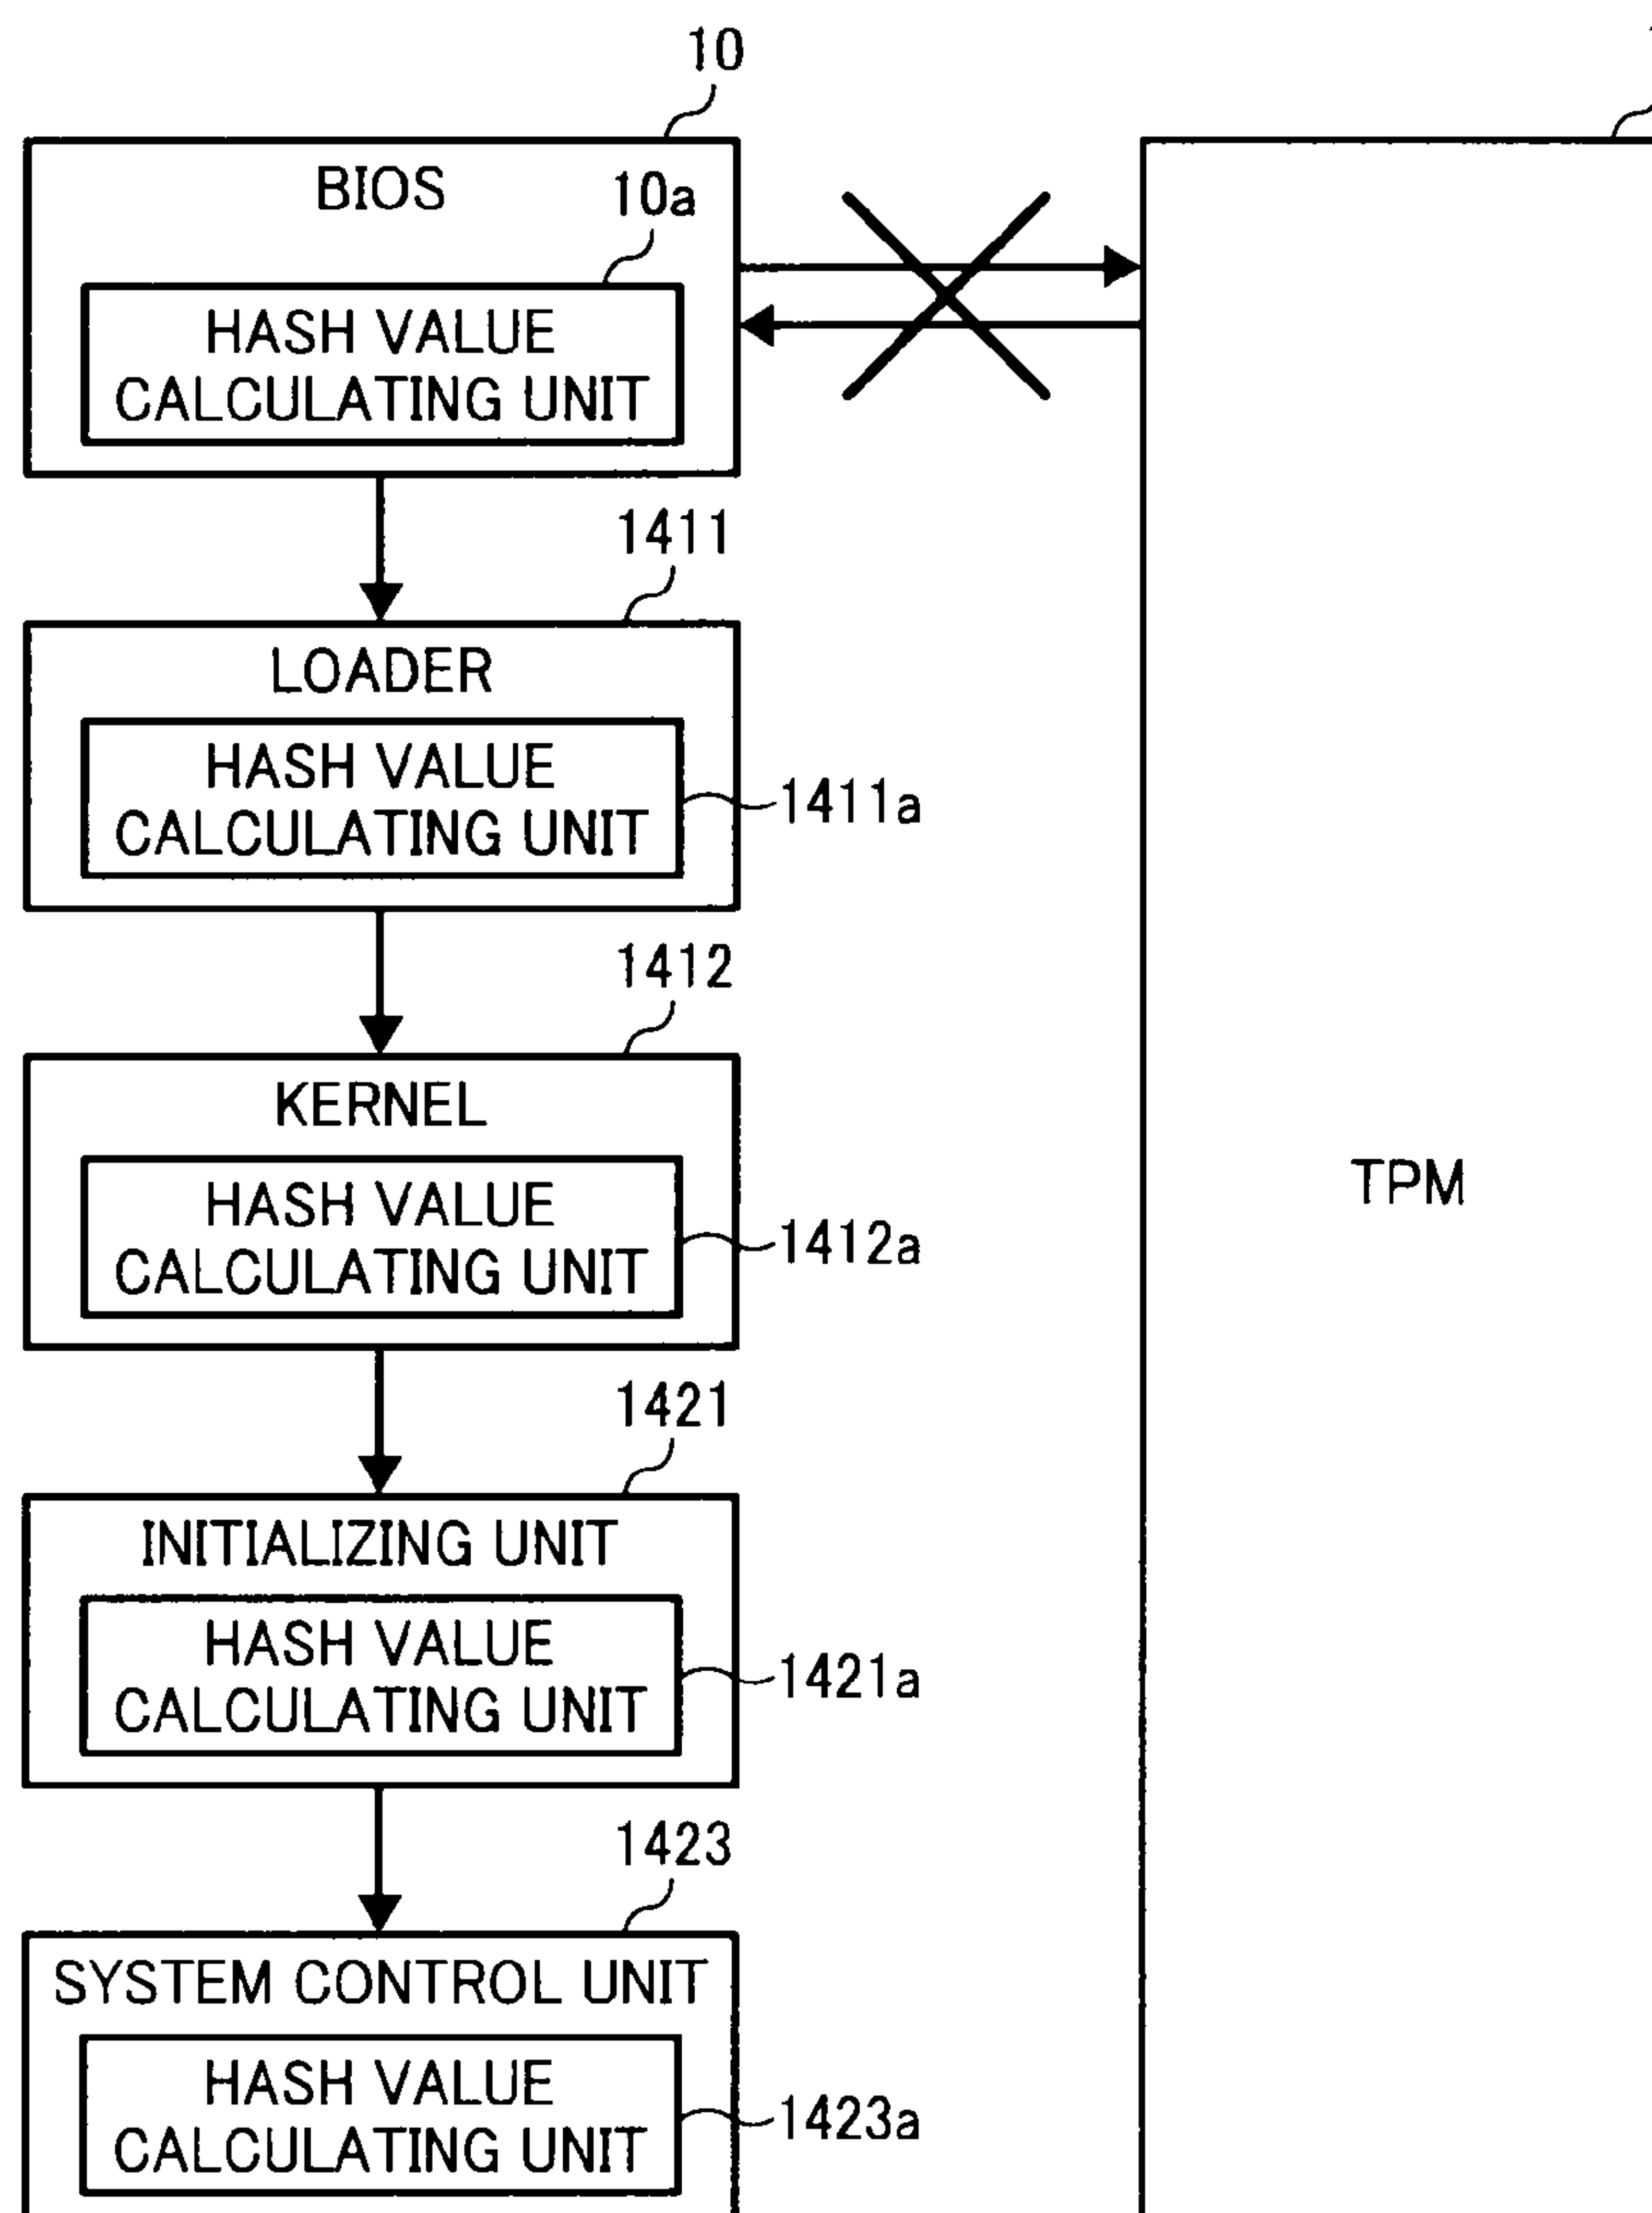 10
BIOS
10a
HASH VALUE
CALCULATING UNIT
1411
LOADER
HASH VALUE
CALCULATING UNIT
1411a
1412
KERNEL
HASH VALUE
CALCULATING UNIT
1412a
TPM
1421
INITIALIZING UNIT
HASH VALUE
CALCULATING UNIT
1421a
1423
SYSTEM CONTROL UNIT
HASH VALUE
CALCULATING UNIT
1423a